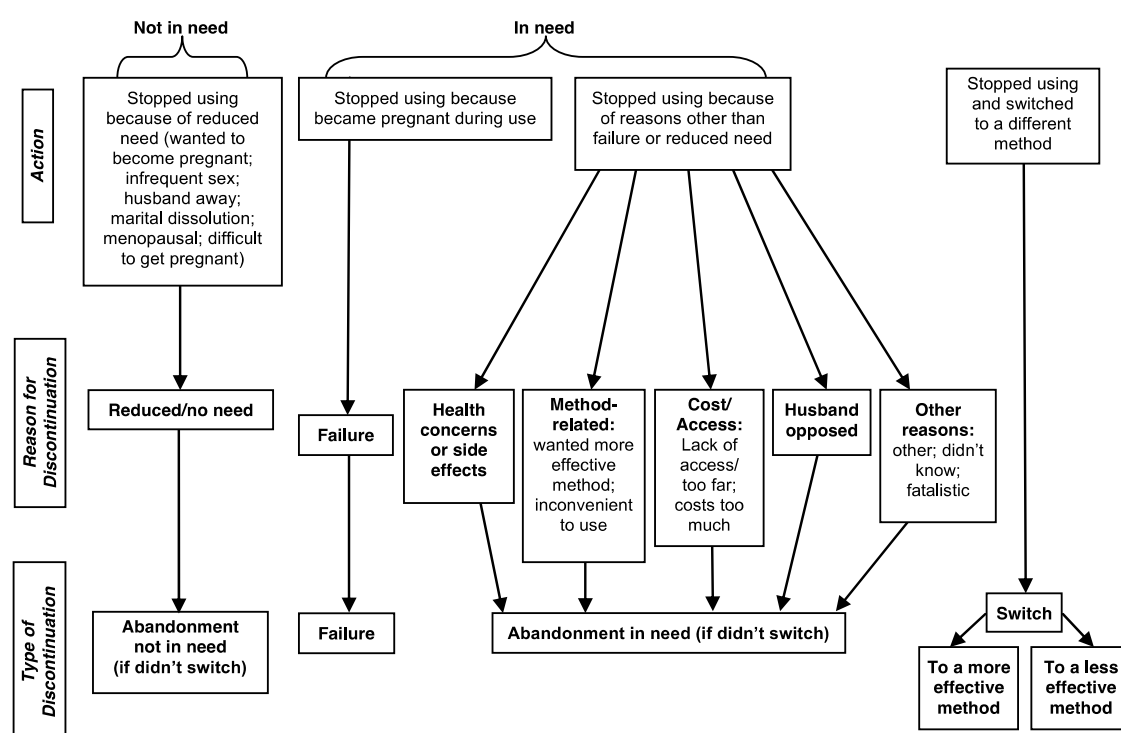 Not in need
In need
Action
Stopped using
because of reduced
need (wanted to
become pregnant;
infrequent sex;
husband away;
marital dissolution;
menopausal; difficult
to get pregnant)
Stopped using because
became pregnant during use
Stopped using because
of reasons other than
failure or reduced need
Stopped using
and switched
to a different
method
Reason for
Discontinuation
Reduced/no need
Failure
Health
concerns
or side
effects
Method-
related:
wanted more
effective
method;
inconvenient
to use
Cost/
Access:
Lack of
access/
too far;
costs too
much
Husband
opposed
Other
reasons:
other; didn't
know;
fatalistic
Type of
Discontinuation
Abandonment
not in need
(if didn't switch)
Failure
Abandonment in need (if didn't switch)
Switch
To a more
effective
method
To a less
effective
method